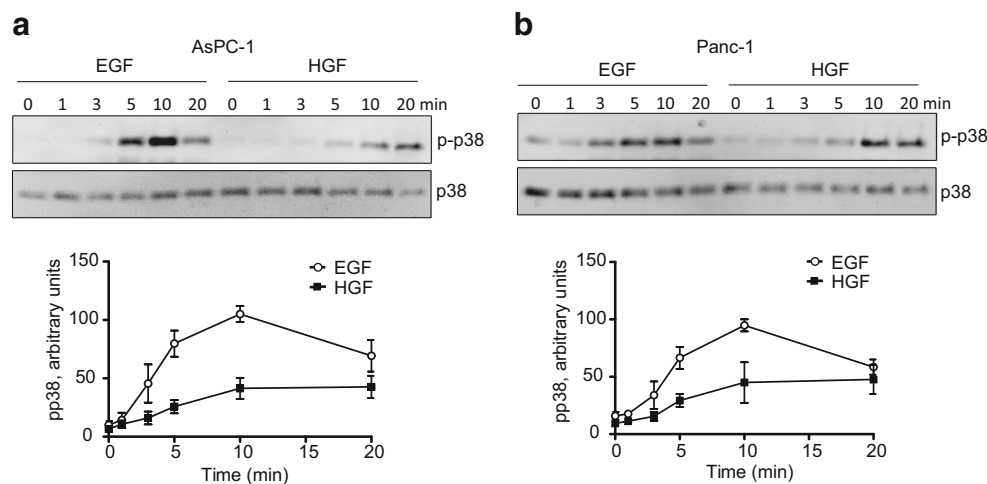 a
AsPC-1
EGF HGF
0 1 3 5 10 20 0 1 3 5 10 20 min
p-p38
p38
pp38, arbitrary units
150
100
50
0
EGF
HGF
0 5 10 15 20
Time (min)
b
Panc-1
EGF HGF
0 1 3 5 10 20 0 1 3 5 10 20 min
p-p38
p38
pp38, arbitrary units
150
100
50
0
EGF
HGF
0 5 10 15 20
Time (min)